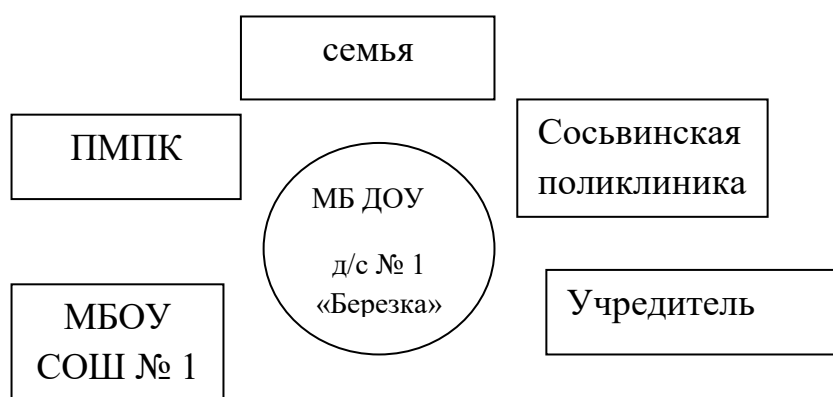 семья
ПМПК
Сосьвинская
поликлиника
МБ ДОУ
д/с № 1
«Березка»
МБОУ
СОШ № 1
Учредитель